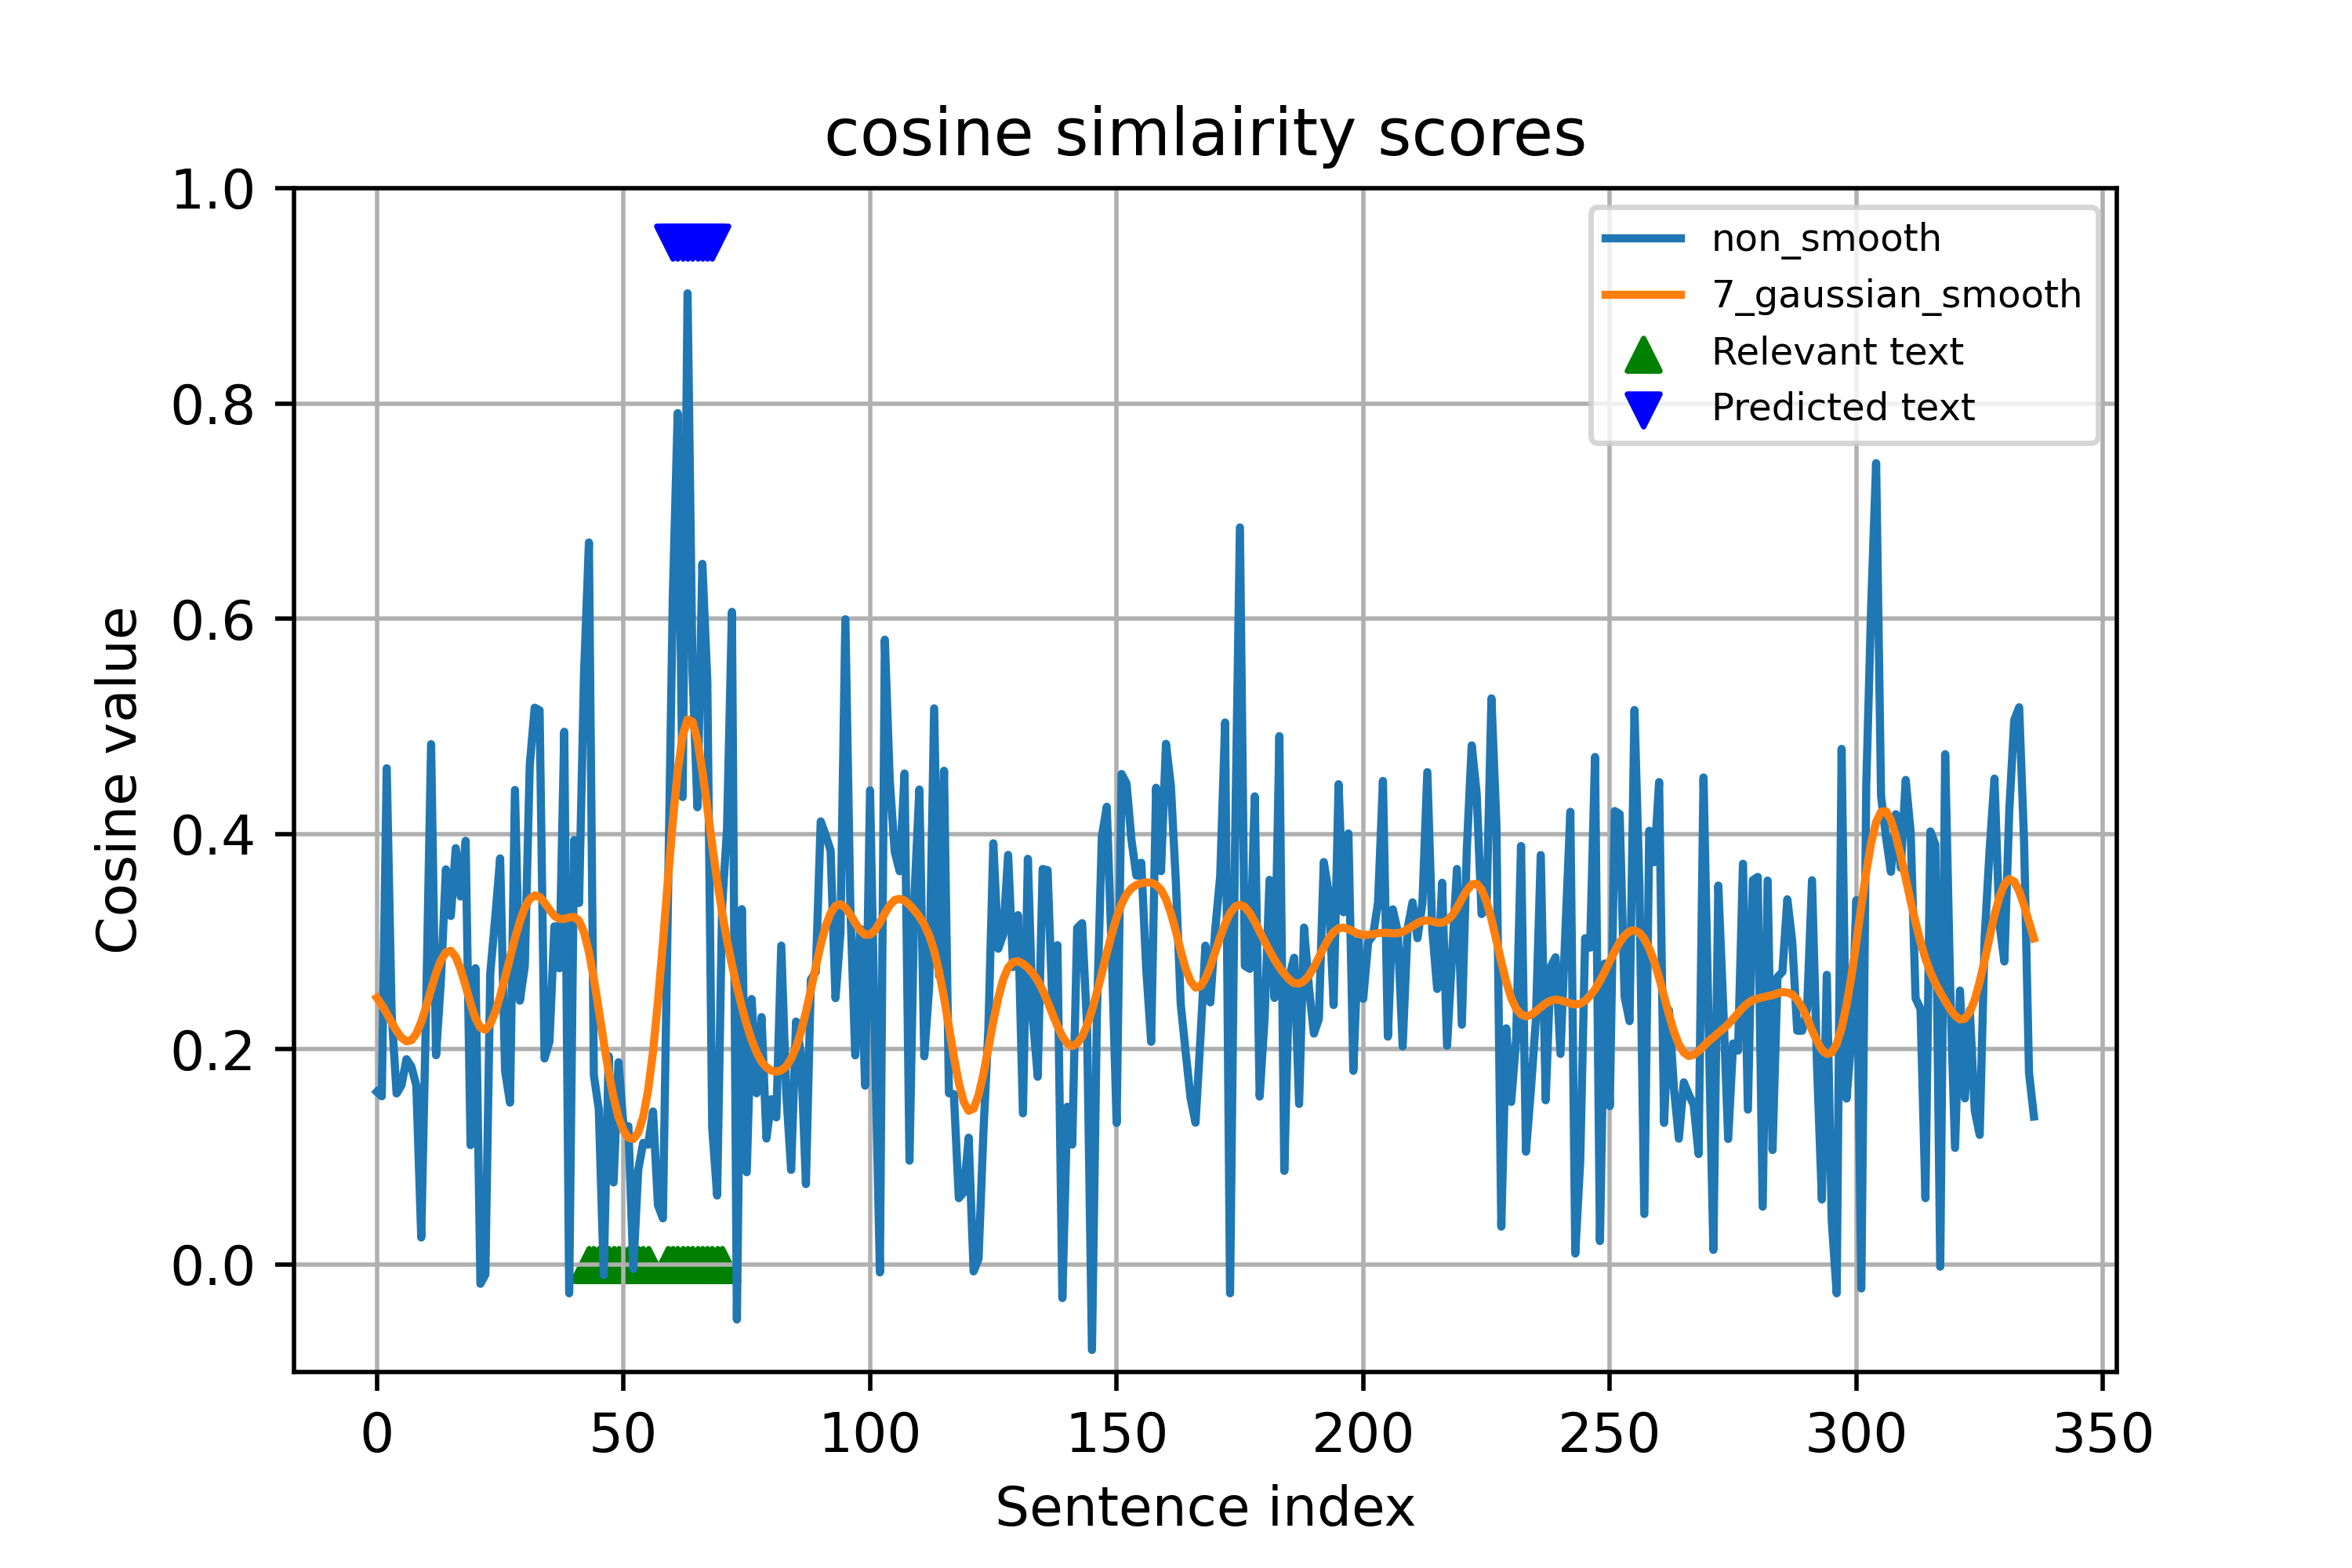 cosine simlairity scores
1.0
0.8
0.6
0.4
0.2
0.0
Cosine value
non_smooth
7_gaussian_smooth
Relevant text
Predicted text
0 50 100 150 200 250 300 350
Sentence index